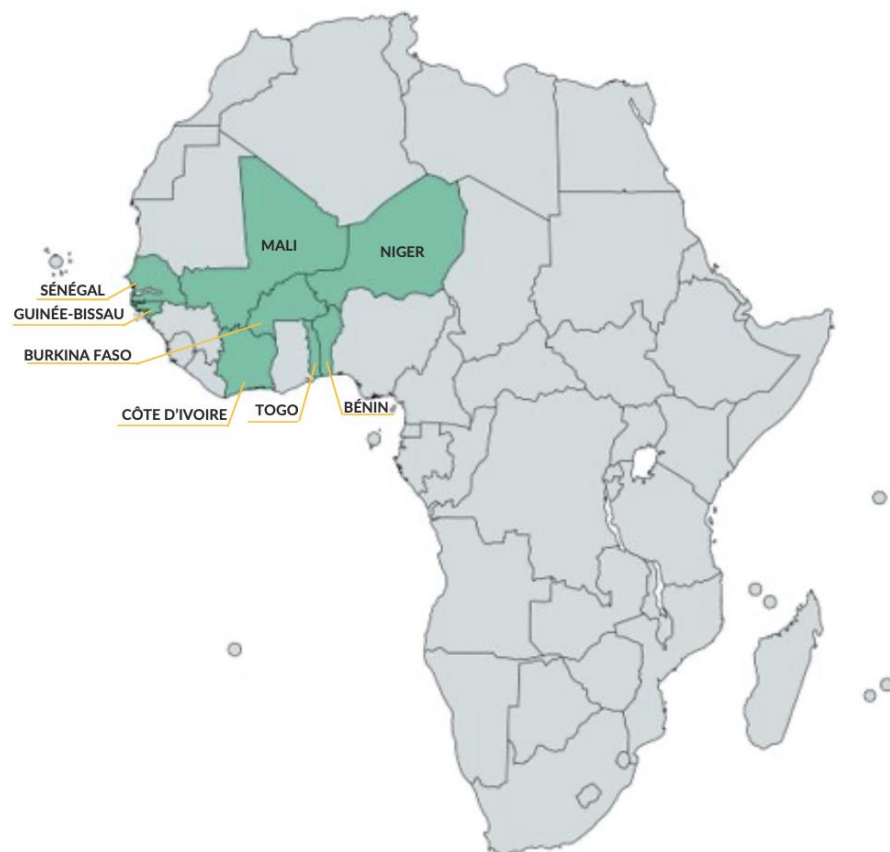 MALI
NIGER
SÉNÉGAL
GUINÉE-BISSAU
BURKINA FASO
CÔTE D’IVOIRE
TOGO
BÉNIN